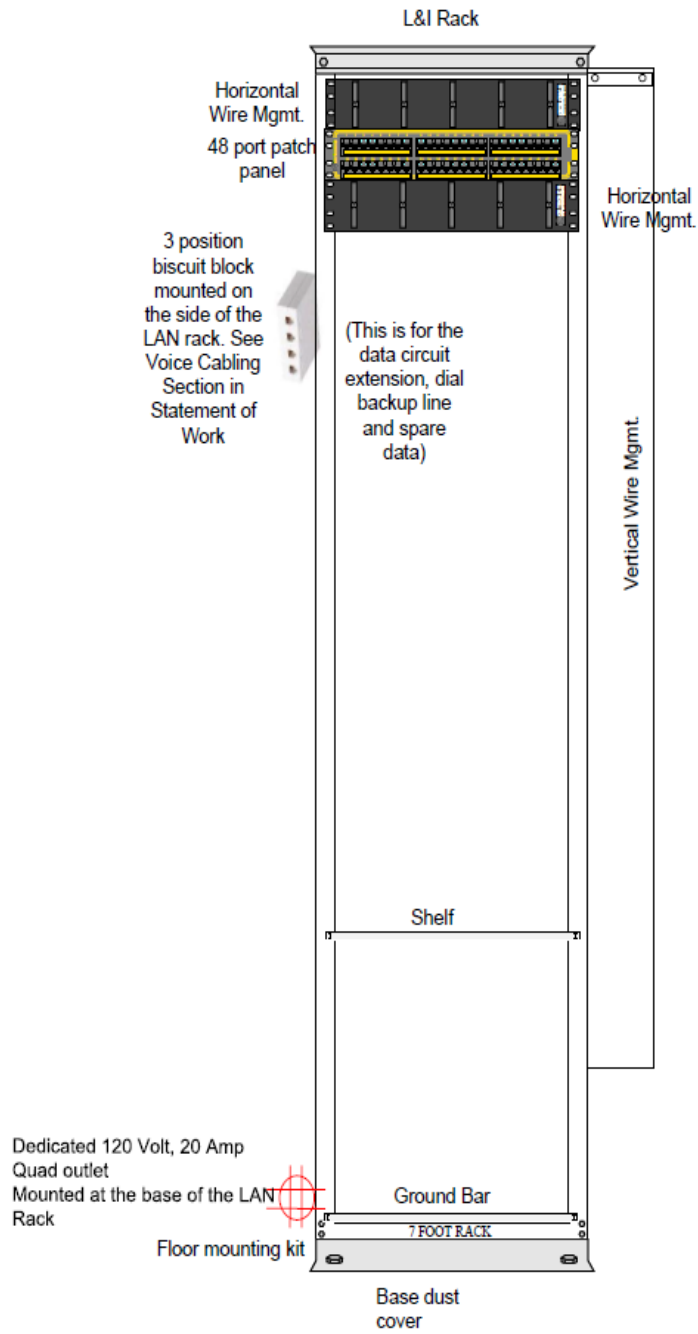 L&I Rack
Horizontal
Wire Mgmt.
48 port patch
panel
Horizontal
Wire Mgmt.
3 position
biscuit block
mounted on
the side of the
LAN rack. See
Voice Cabling
Section in
Statement of
Work
(This is for the
data circuit
extension, dial
backup line
and spare
data)
Vertical Wire Mgmt.
Shelf
Dedicated 120 Volt, 20 Amp
Quad outlet
Mounted at the base of the LAN
Rack
Ground Bar
7 FOOT RACK
Floor mounting kit
Base dust
cover